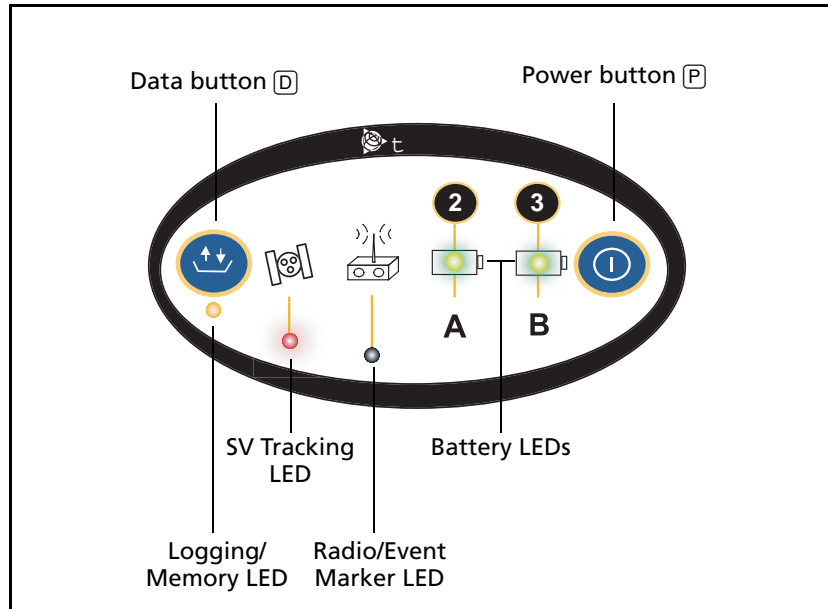 Data button D
Power button P
t
2
3
A
B
SV Tracking
LED
Battery LEDs
Logging/
Memory LED
Radio/Event
Marker LED